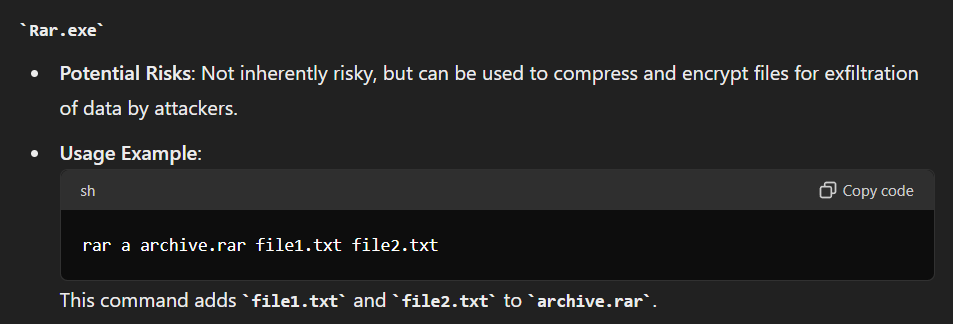 `Rar.exe`
Potential Risks: Not inherently risky, but can be used to compress and encrypt files for exfiltration
of data by attackers.
Usage Example:
sh Copy code
rar a archive.rar file1.txt file2.txt
This command adds `file1.txt` and `file2.txt` to `archive.rar`.